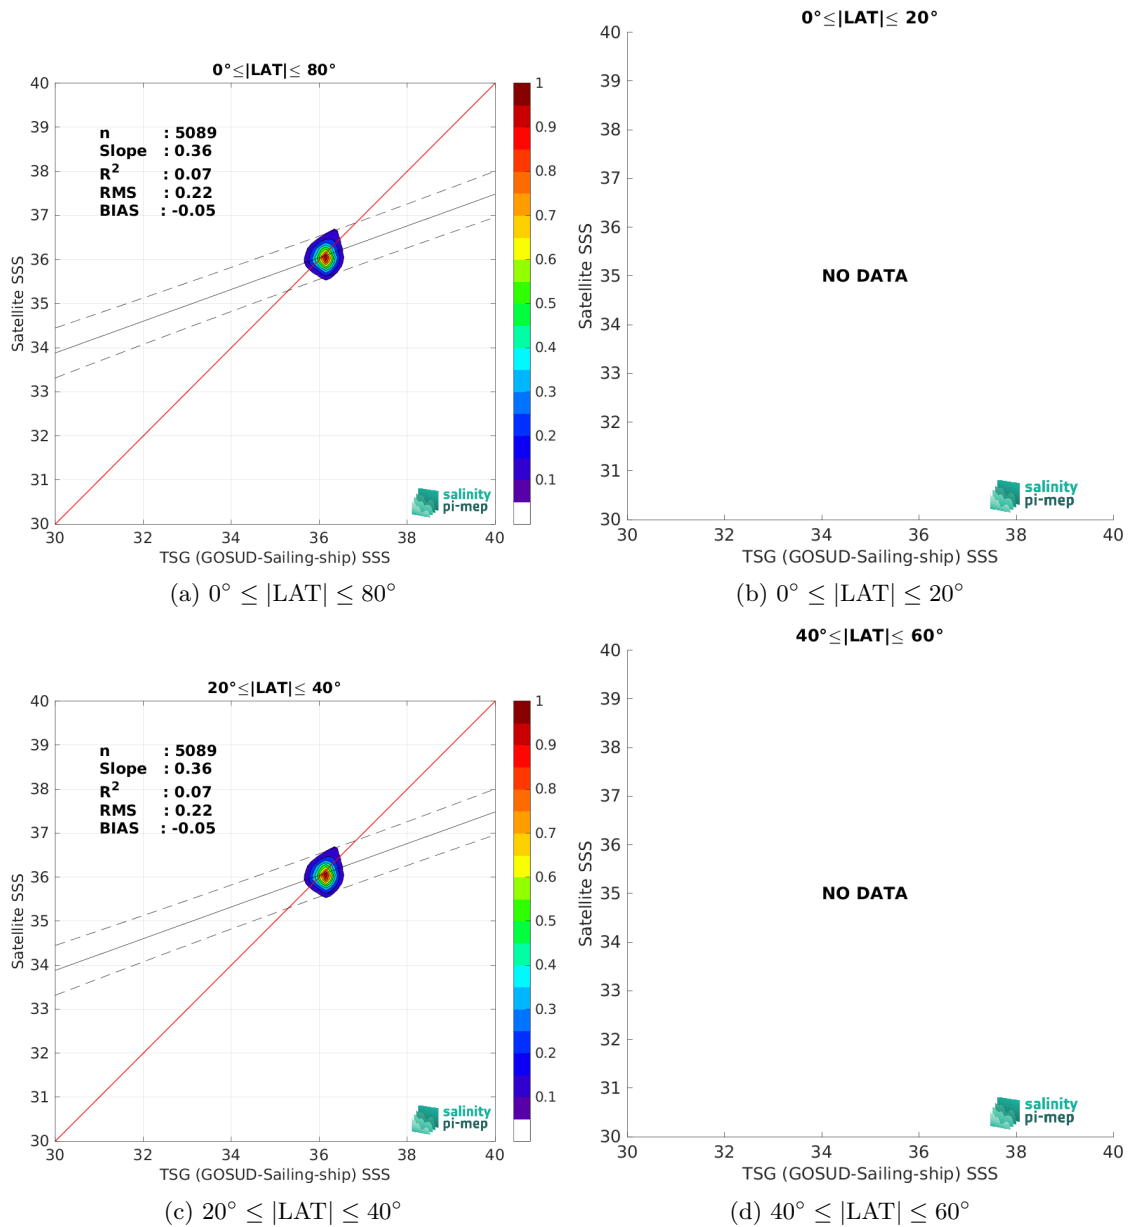 0°≤|LAT|≤ 80°
40
39
38
37
36
35
34
33
32
31
30
Satellite SSS
n : 5089
Slope : 0.36
R2 : 0.07
RMS : 0.22
BIAS : -0.05
salinity
pi-mep
30 32 34 36 38 40
TSG (GOSUD-Sailing-ship) SSS
1
0.9
0.8
0.7
0.6
0.5
0.4
0.3
0.2
0.1
(a) 0° ≤ |LAT| ≤ 80°
0°≤|LAT|≤ 20°
40
39
38
37
36
35
34
33
32
31
30
Satellite SSS
NO DATA
salinity
pi-mep
30 32 34 36 38 40
TSG (GOSUD-Sailing-ship) SSS
(b) 0° ≤ |LAT| ≤ 20°
20°≤|LAT|≤ 40°
40
39
38
37
36
35
34
33
32
31
30
Satellite SSS
n : 5089
Slope : 0.36
R2 : 0.07
RMS : 0.22
BIAS : -0.05
salinity
pi-mep
30 32 34 36 38 40
TSG (GOSUD-Sailing-ship) SSS
1
0.9
0.8
0.7
0.6
0.5
0.4
0.3
0.2
0.1
(c) 20° ≤ |LAT| ≤ 40°
40°≤|LAT|≤ 60°
40
39
38
37
36
35
34
33
32
31
30
Satellite SSS
NO DATA
salinity
pi-mep
30 32 34 36 38 40
TSG (GOSUD-Sailing-ship) SSS
(d) 40° ≤ |LAT| ≤ 60°